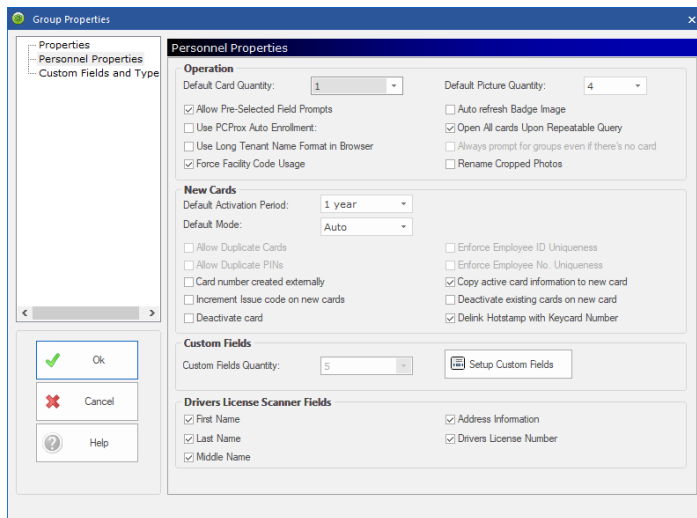 Group Properties
Properties
Personnel Properties
Custom Fields and Type
Ok
Cancel
Help
Personnel Properties
Operation
Default Card Quantity: 1 Default Picture Quantity: 4
Allow Pre-Selected Field Prompts Auto refresh Badge Image
Use PCProx Auto Enrollment: Open All cards Upon Repeatable Query
Use Long Tenant Name Format in Browser Always prompt for groups even if there's no card
Force Facility Code Usage Rename Cropped Photos
New Cards
Default Activation Period: 1 year
Default Mode: Auto
Allow Duplicate Cards Enforce Employee ID Uniqueness
Allow Duplicate PINs Enforce Employee No. Uniqueness
Card number created externally Copy active card information to new card
Increment Issue code on new cards Deactivate existing cards on new card
Deactivate card Delink Hotstamp with Keycard Number
Custom Fields
Custom Fields Quantity: 5 Setup Custom Fields
Drivers License Scanner Fields
First Name Address Information
Last Name Drivers License Number
Middle Name